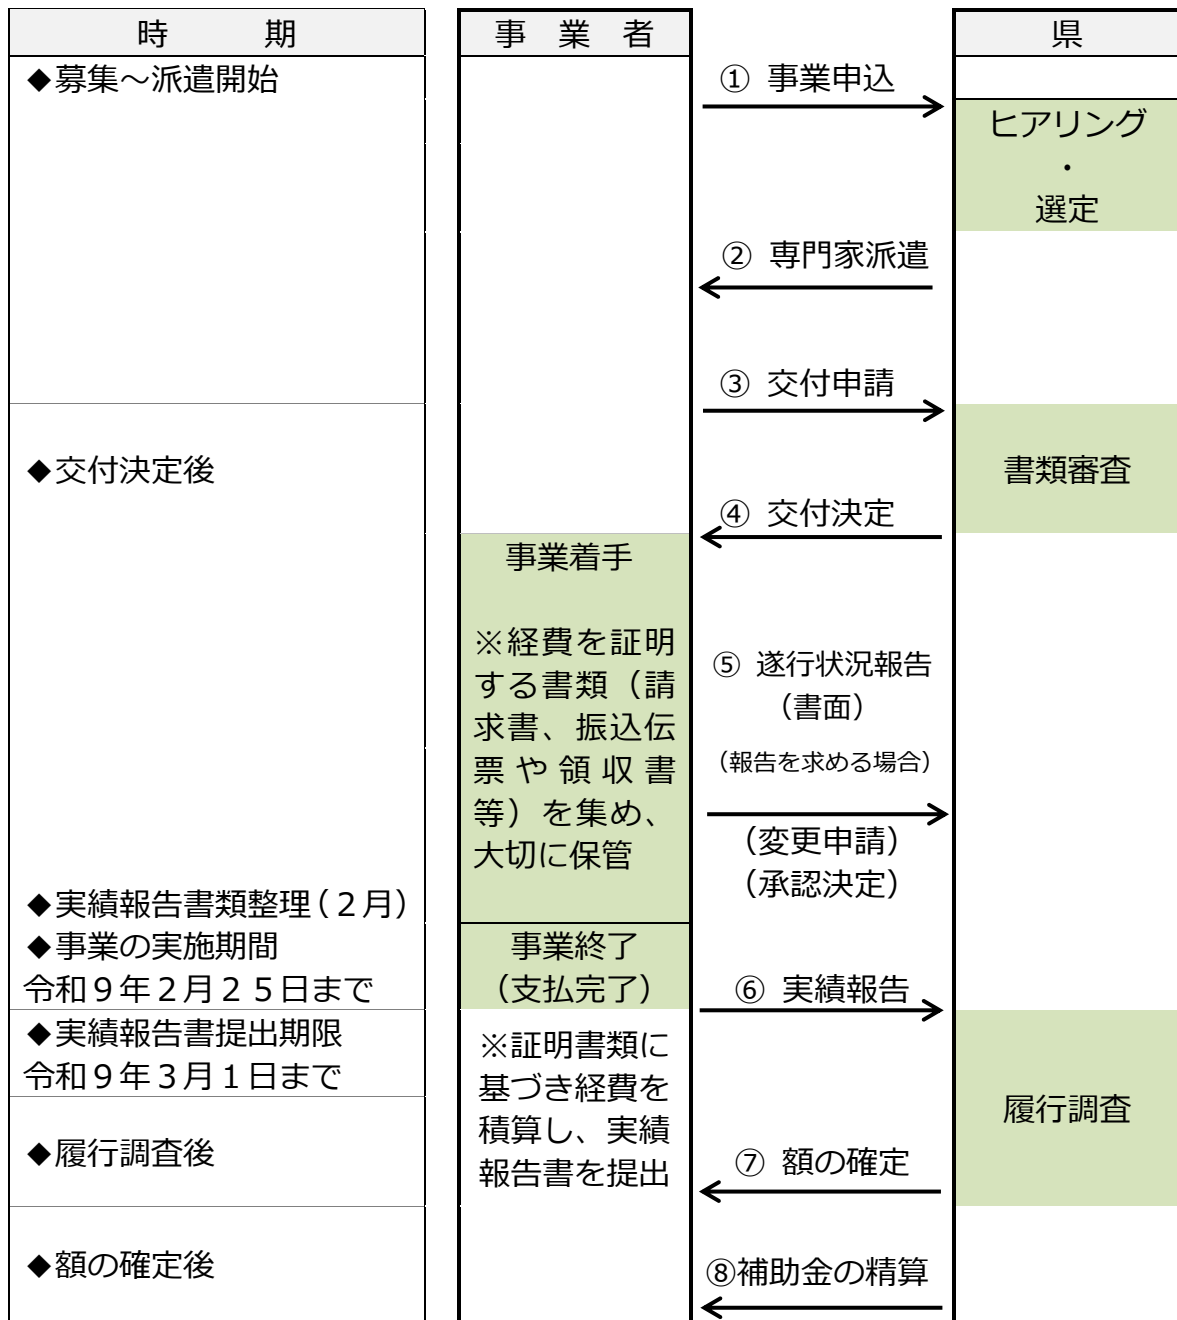 時 期
事 業 者
県
◆募集～派遣開始
① 事業申込
ヒアリング
・
選定
② 専門家派遣
③ 交付申請
◆交付決定後
書類審査
④ 交付決定
事業着手
※経費を証明
する書類（請
求書、振込伝
票や領収書
等）を集め、
大切に保管
⑤ 遂行状況報告
（書面）
（報告を求める場合）
（変更申請）
（承認決定）
◆実績報告書類整理（２月）
◆事業の実施期間
令和９年２月２５日まで
事業終了
（支払完了）
⑥ 実績報告
◆実績報告書提出期限
令和９年３月１日まで
※証明書類に
基づき経費を
積算し、実績
報告書を提出
履行調査
◆履行調査後
⑦ 額の確定
◆額の確定後
⑧補助金の精算